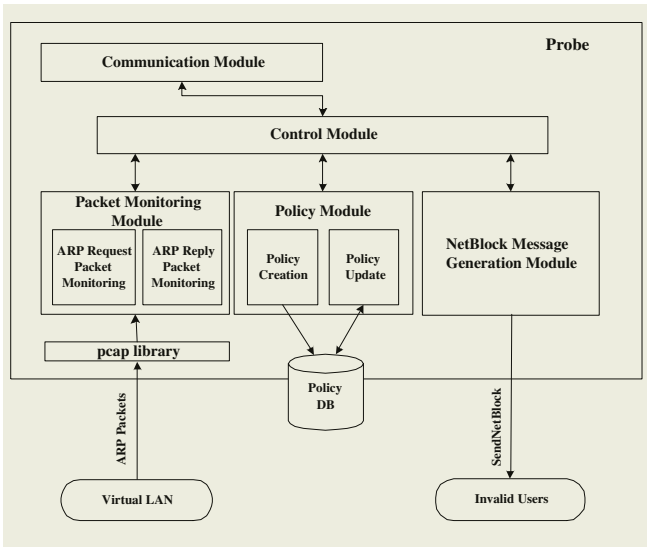 Probe
Communication Module
Control Module
Packet Monitoring
Module
ARP Request
Packet
Monitoring
ARP Reply
Packet
Monitoring
Policy Module
Policy
Creation
Policy
Update
NetBlock Message
Generation Module
pcap library
Policy
DB
ARP Packets
SendNetBlock
Virtual LAN
Invalid Users